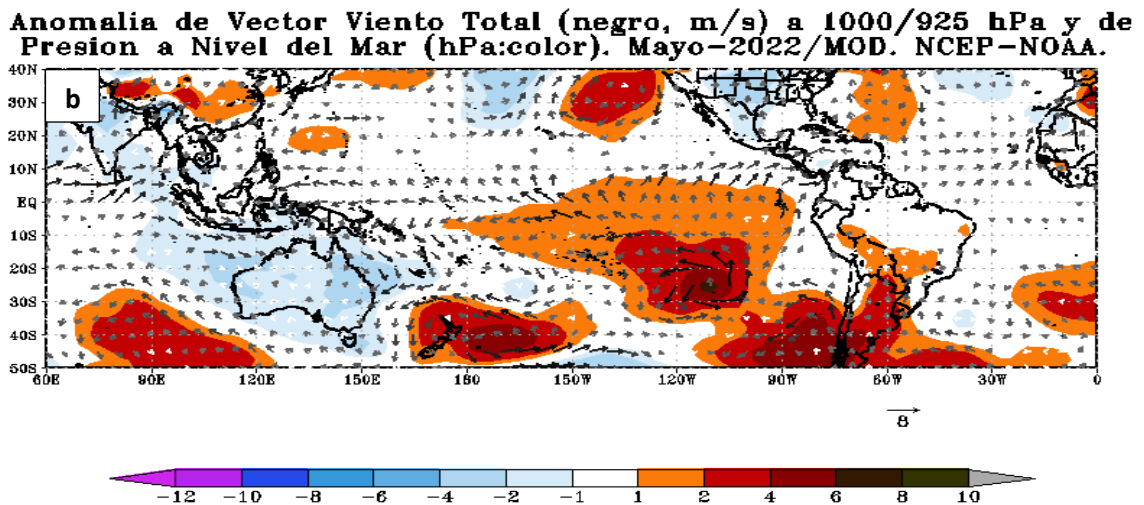 Anomalia de Vector Viento Total (negro, m/s) a 1000/925 hPa y de
Presion a Nivel del Mar (hPa:color). Mayo-2022/MOD. NCEP-NOAA.
b
40N
30N
20N
10N
EQ
10S
20S
30S
40S
50S
60E 90E 120E 150E 180 150W 120W 90W 60W 30W 0
8
-12 -10 -8 -6 -4 -2 -1 1 2 4 6 8 10